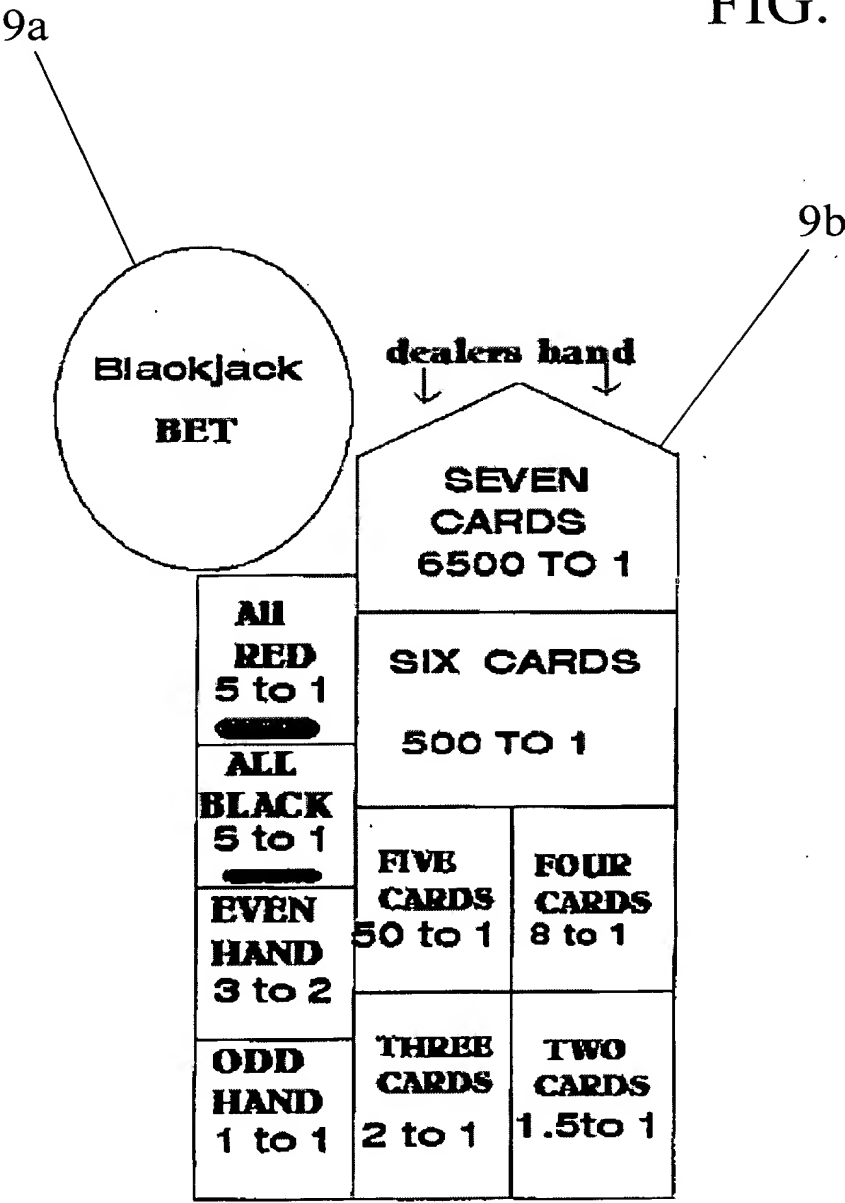 FIG.
9a
9b
Blackjack
BET
dealers hand
SEVEN
CARDS
6500 TO 1
SIX CARDS
500 TO 1
All
RED
5 to 1
ALL
BLACK
5 to 1
EVEN
HAND
3 to 2
ODD
HAND
1 to 1
FIVE
CARDS
50 to 1
FOUR
CARDS
8 to 1
THREE
CARDS
2 to 1
TWO
CARDS
1.5to 1